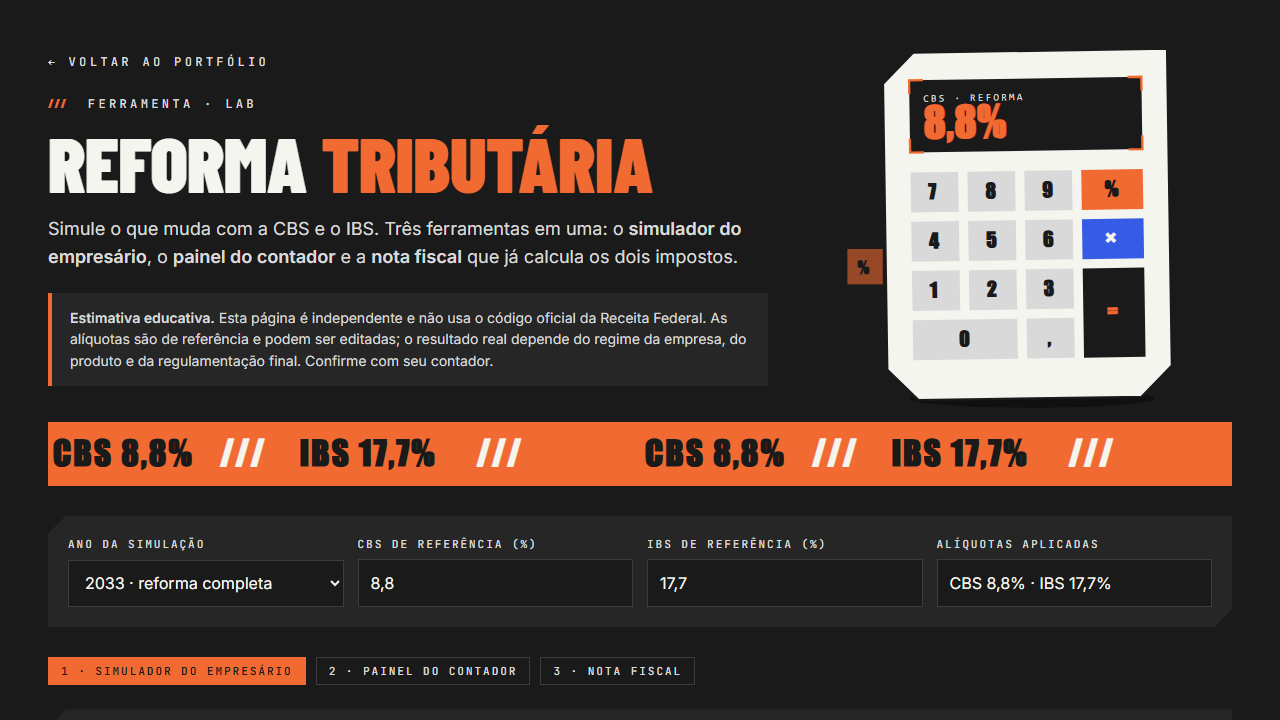 ← VOLTAR AO PORTFÓLIO
/// FERRAMENTA · LAB
REFORMA TRIBUTÁRIA
Simule o que muda com a CBS e o IBS. Três ferramentas em uma: o simulador do
empresário, o painel do contador e a nota fiscal que já calcula os dois impostos.
Estimativa educativa. Esta página é independente e não usa o código oficial da Receita Federal. As
alíquotas são de referência e podem ser editadas; o resultado real depende do regime da empresa, do
produto e da regulamentação final. Confirme com seu contador.
CBS · REFORMA
8,8%
7 8 9 %
4 5 6 ×
%
1 2 3 =
0 ,
CBS 8,8% /// IBS 17,7% /// CBS 8,8% /// IBS 17,7% ///
ANO DA SIMULAÇÃO CBS DE REFERÊNCIA (%) IBS DE REFERÊNCIA (%) ALÍQUOTAS APLICADAS
2033 · reforma completa 8,8 17,7 CBS 8,8% · IBS 17,7%
1 · SIMULADOR DO EMPRESÁRIO 2 · PAINEL DO CONTADOR 3 · NOTA FISCAL